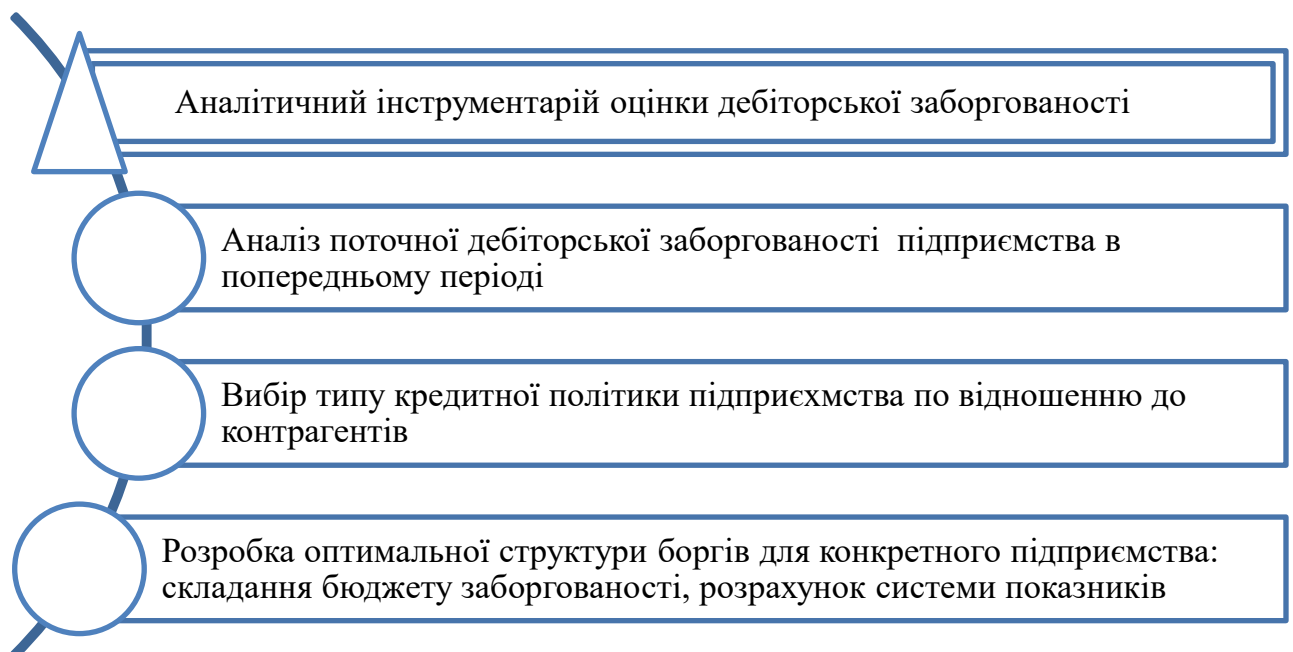 Аналітичний інструментарій оцінки дебіторської заборгованості
Аналіз поточної дебіторської заборгованості підприємства в
попередньому періоді
Вибір типу кредитної політики підприєхмства по відношенню до
контрагентів
Розробка оптимальної структури боргів для конкретного підприємства:
складання бюджету заборгованості, розрахунок системи показників